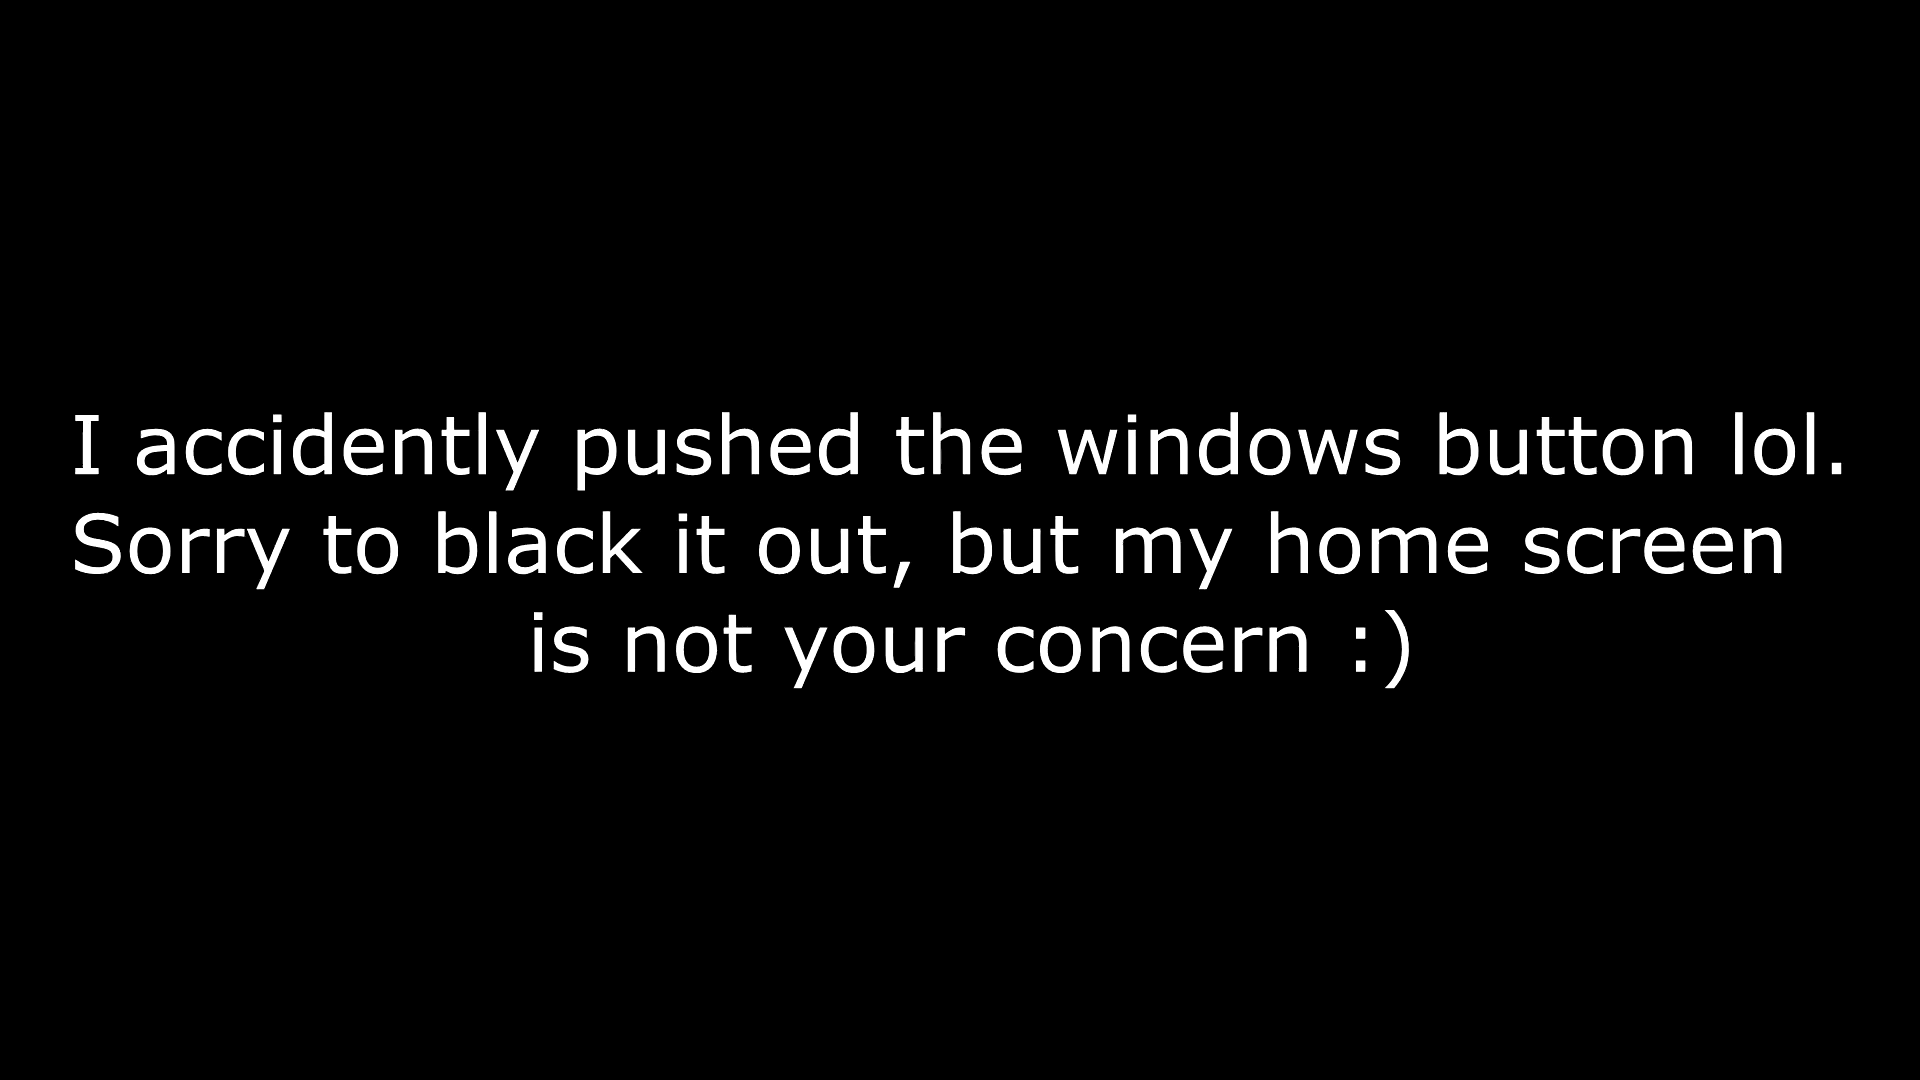 I accidently pushed the windows button lol.
Sorry to black it out, but my home screen
is not your concern :)